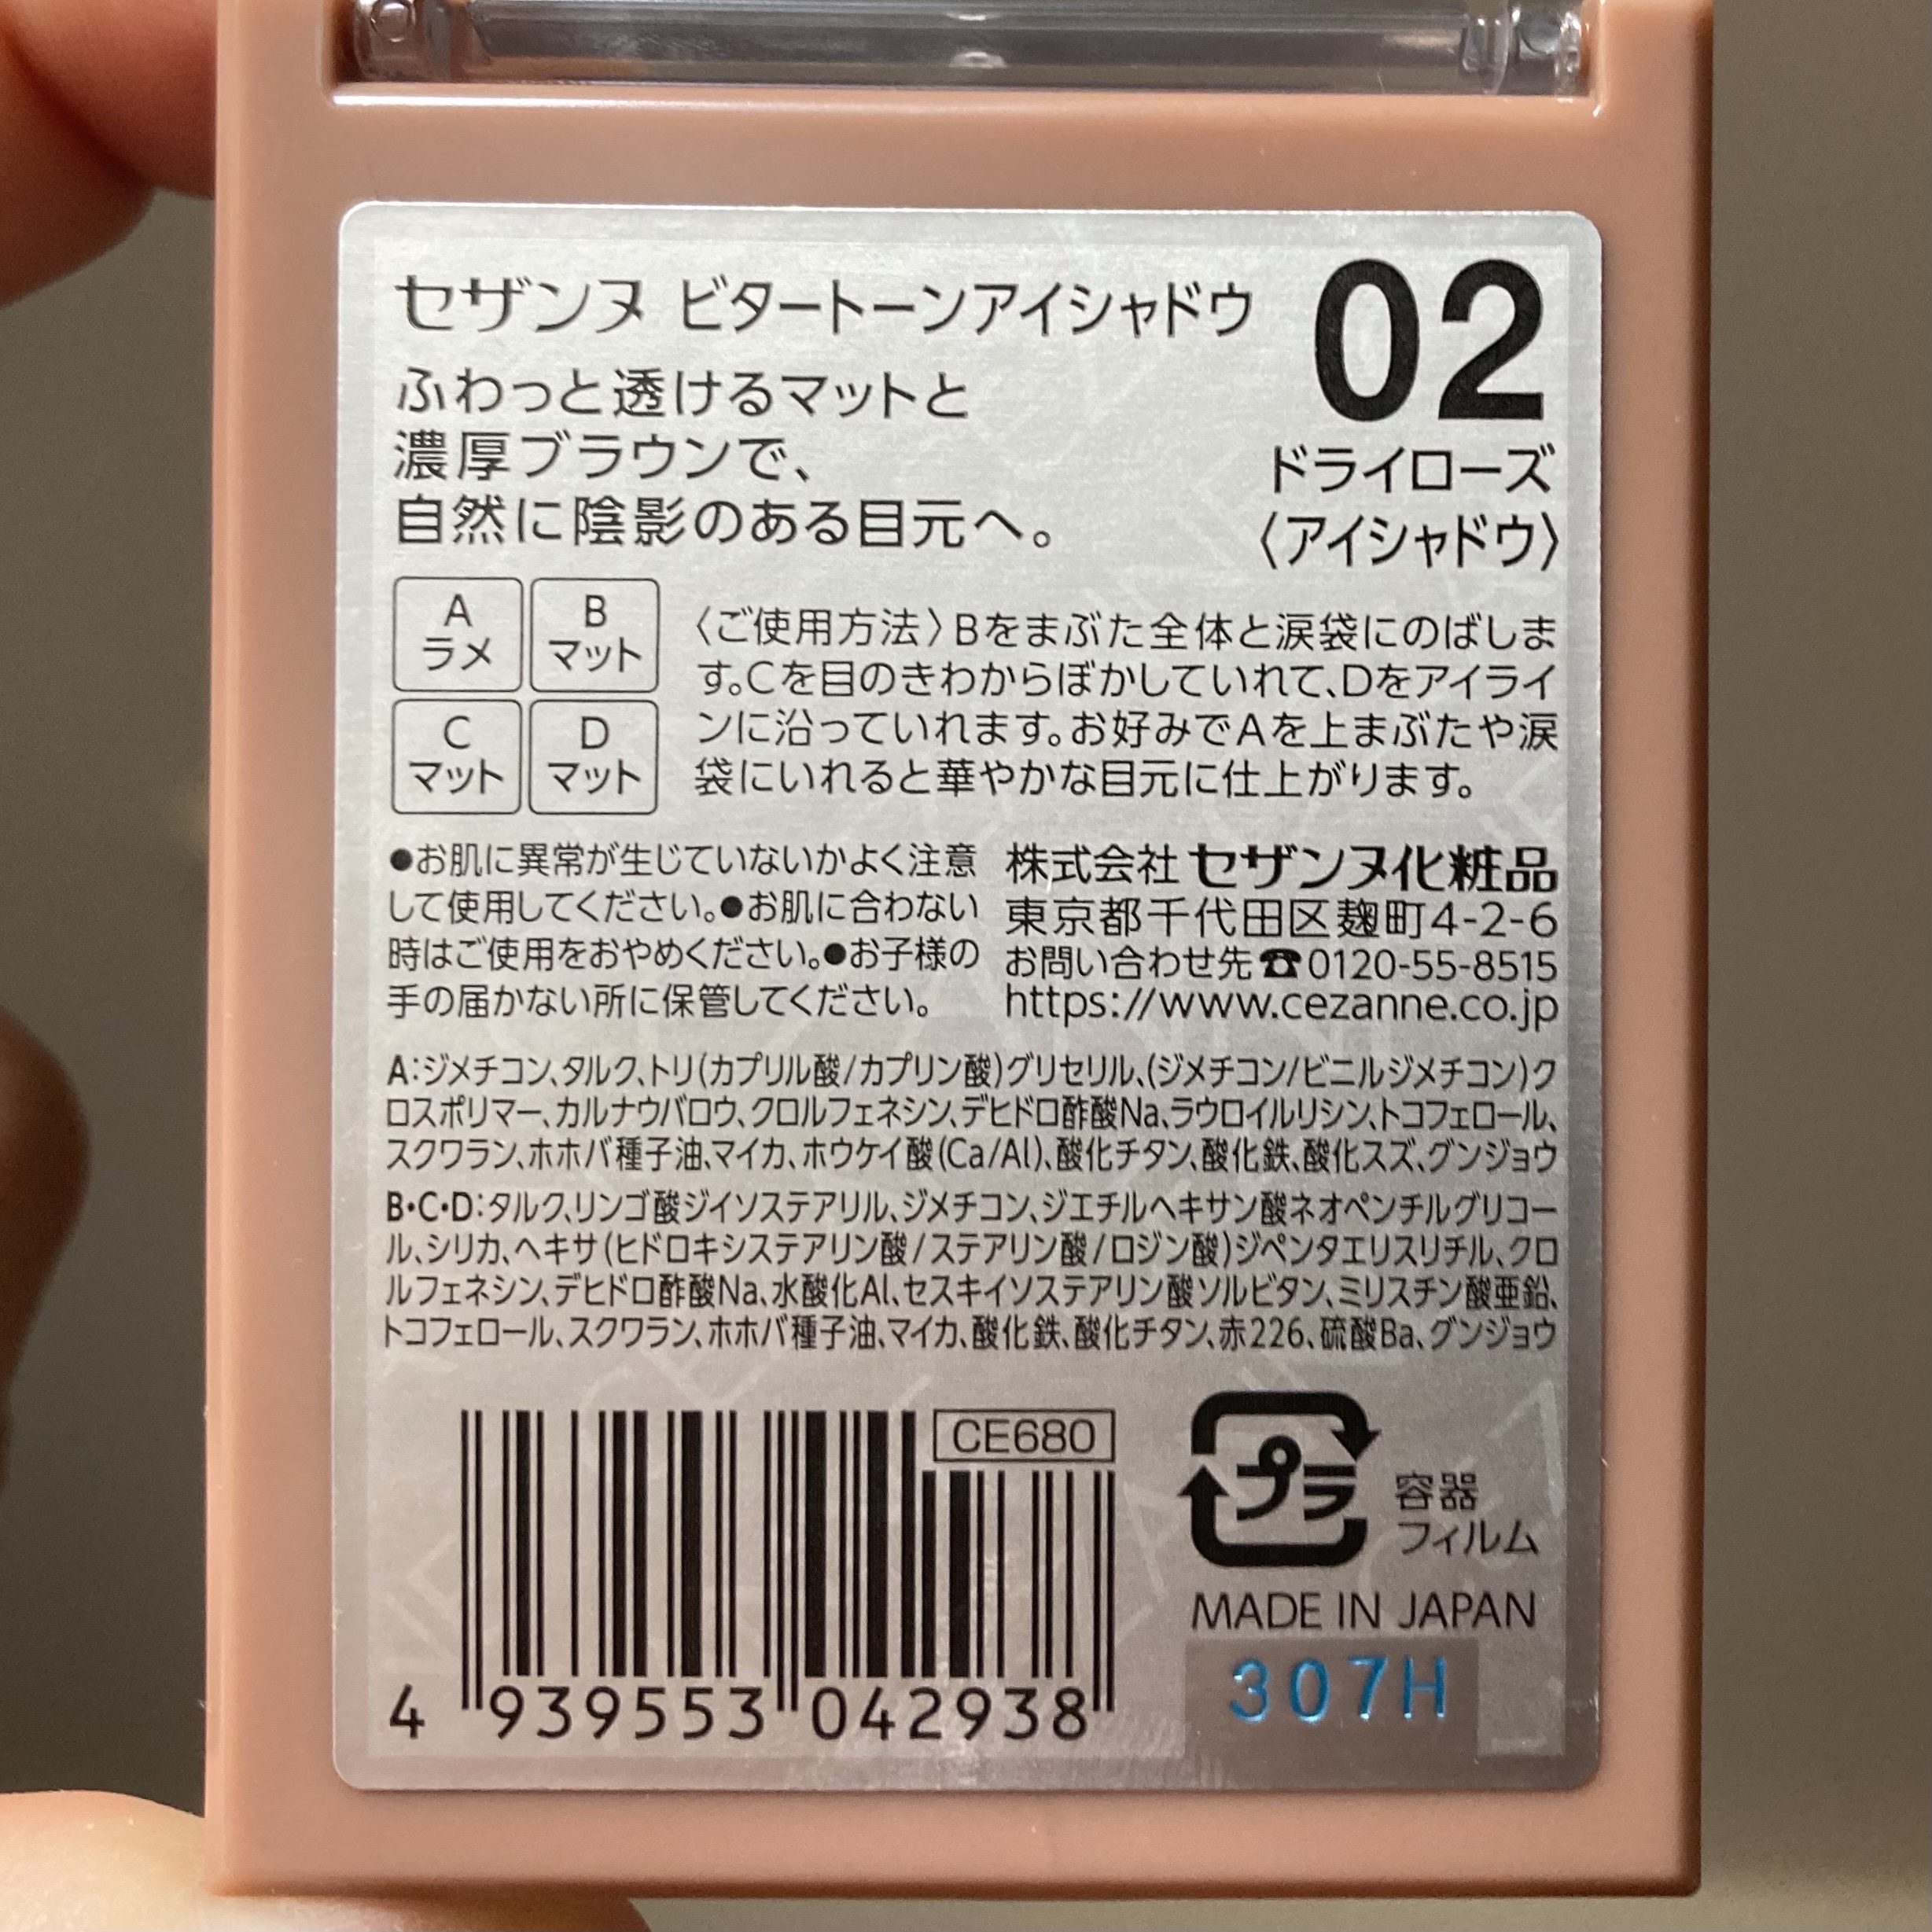 セザンヌ ビタートーンアイシャドウ
02
ふわっと透けるマットと
濃厚ブラウンで、
自然に陰影のある目元へ。
ドライローズ
〈アイシャドウ〉
A
ラメ
B
マット
C
マット
D
マット
〈ご使用方法〉Bをまぶた全体と涙袋にのばしま
す。Cを目のきわからぼかしていれて、Dをアイライ
ンに沿っていれます。お好みでAを上まぶたや涙
袋にいれると華やかな目元に仕上がります。
●お肌に異常が生じていないかよく注意
して使用してください。●お肌に合わない
時はご使用をおやめください。●お子様の
手の届かない所に保管してください。
株式会社 セザンヌ化粧品
東京都千代田区麹町4-2-6
お問い合わせ先☎0120-55-8515
https://www.cezanne.co.jp
A:ジメチコン、タルク、トリ(カプリル酸/カプリン酸)グリセリル、(ジメチコン/ビニルジメチコン)ク
ロスポリマー、カルナウバロウ、クロルフェネシン、デヒドロ酢酸Na、ラウロイルリシン、トコフェロール、
スクワラン、ホホバ種子油、マイカ、ホウケイ酸(Ca/Al)、酸化チタン、酸化鉄、酸化スズ、グンジョウ
B・C・D:タルク、リンゴ酸ジイソステアリル、ジメチコン、ジエチルヘキサン酸ネオペンチルグリコー
ル、シリカ、ヘキサ(ヒドロキシステアリン酸/ステアリン酸/ロジン酸)ジペンタエリスリチル、クロ
ルフェネシン、デヒドロ酢酸Na、水酸化Al、セスキイソステアリン酸ソルビタン、ミリスチン酸亜鉛、
トコフェロール、スクワラン、ホホバ種子油、マイカ、酸化鉄、酸化チタン、赤226、硫酸Ba、グンジョウ
CE680
プラ
容器
フィルム
MADE IN JAPAN
307H
4 939553 042938